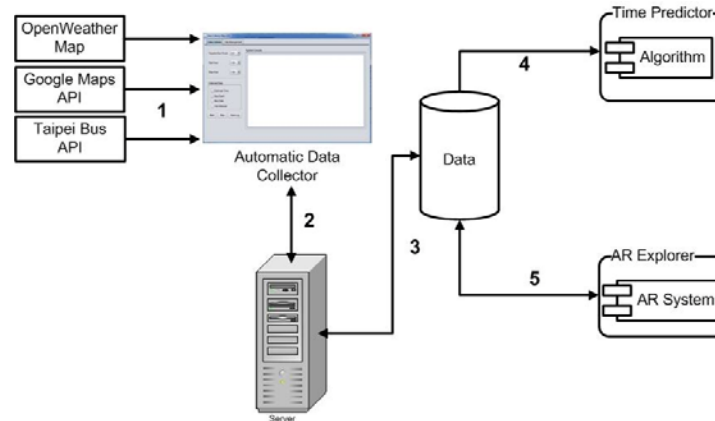 OpenWeather
Map
Google Maps
API
Taipei Bus
API
1
Automatic Data
Collector
2
Server
3
Data
4
Time Predictor
Algorithm
5
AR Explorer
AR System